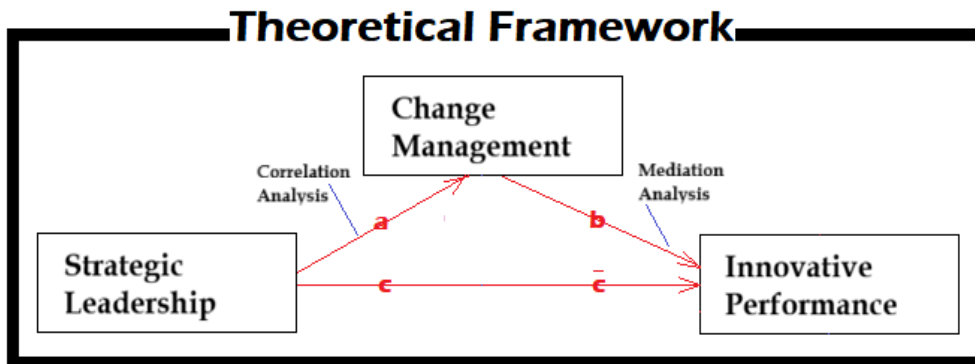 Theoretical Framework
Change
Management
Correlation
Analysis
Mediation
Analysis
a
b
Strategic
Leadership
c
c̄
Innovative
Performance